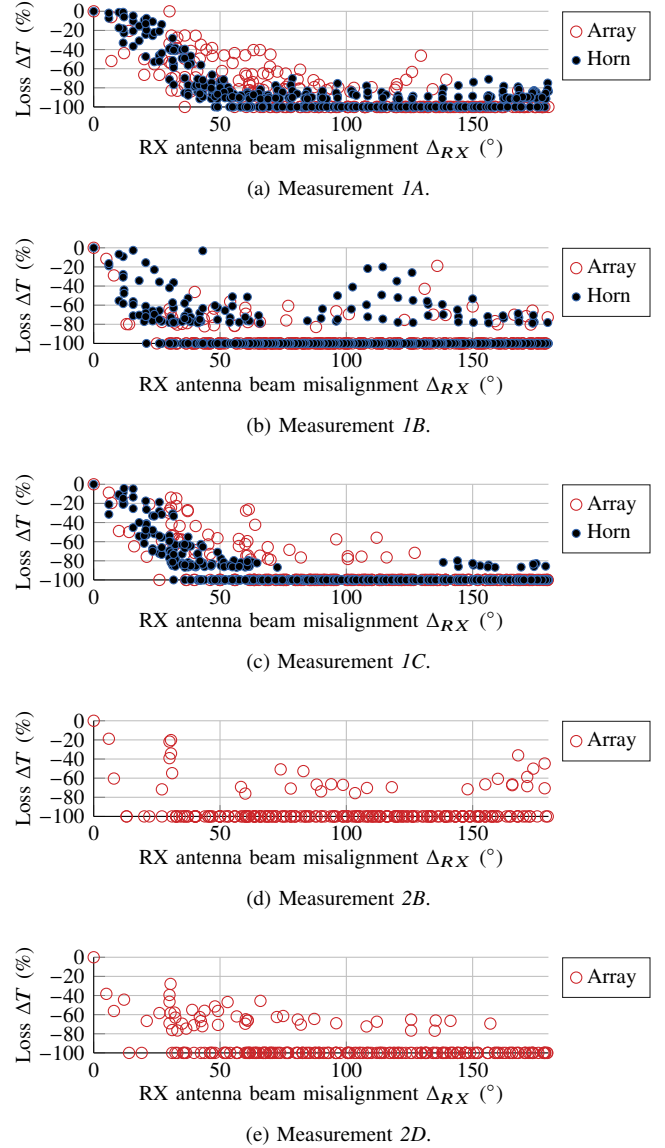 0
−20
−40
−60
−80
−100
Loss ΔT (%)
0 50 100 150
RX antenna beam misalignment Δ_RX (°)
Array
Horn
(a) Measurement 1A.
0
−20
−40
−60
−80
−100
Loss ΔT (%)
0 50 100 150
RX antenna beam misalignment Δ_RX (°)
Array
Horn
(b) Measurement 1B.
0
−20
−40
−60
−80
−100
Loss ΔT (%)
0 50 100 150
RX antenna beam misalignment Δ_RX (°)
Array
Horn
(c) Measurement 1C.
0
−20
−40
−60
−80
−100
Loss ΔT (%)
0 50 100 150
RX antenna beam misalignment Δ_RX (°)
Array
(d) Measurement 2B.
0
−20
−40
−60
−80
−100
Loss ΔT (%)
0 50 100 150
RX antenna beam misalignment Δ_RX (°)
Array
(e) Measurement 2D.